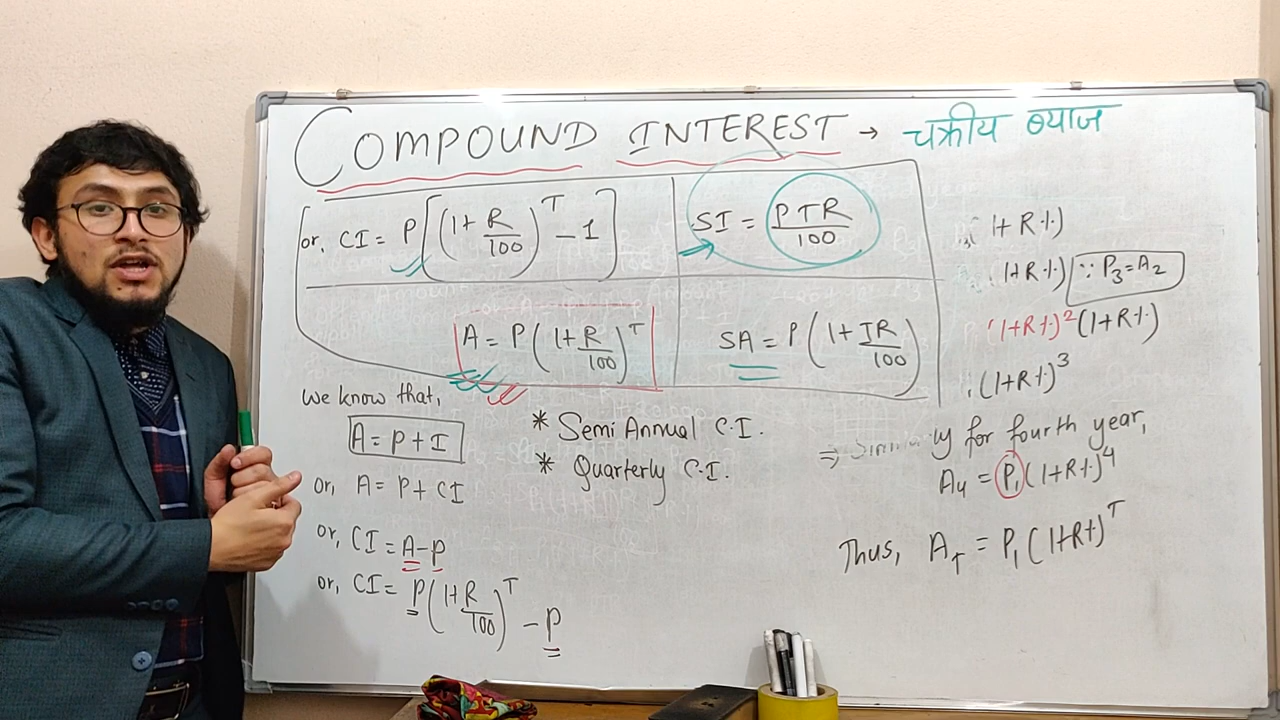 COMPOUND INTEREST → चक्रीय ब्याज
or, CI = P[(1+R/100)^T - 1]
SI = PTR/100
A = P(1+R/100)^T
SA = P(1+TR/100)
we know that,
A = P + I
or, A = P + CI
or, CI = A - P
or, CI = P(1+R/100)^T - P
* Semi Annual C.I.
* Quarterly C.I.
(1+R%)
(1+R%) ∵ P₃=A₂
(1+R%)²(1+R%)
(1+R%)³
⇒ Similarly for fourth year,
A₄ = P₁(1+R%)⁴
Thus, A_T = P₁(1+R%)^T